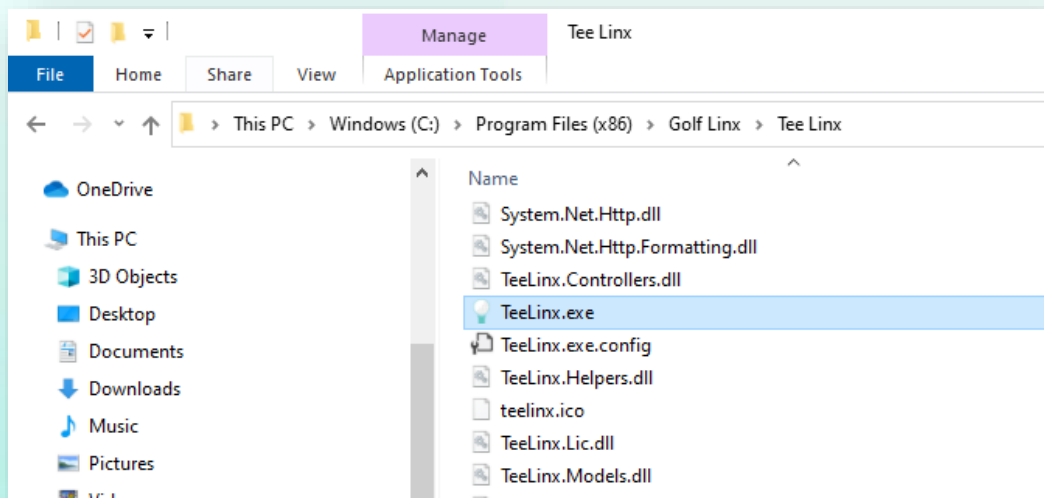 Manage Tee Linx
File Home Share View Application Tools
This PC > Windows (C:) > Program Files (x86) > Golf Linx > Tee Linx
OneDrive
This PC
3D Objects
Desktop
Documents
Downloads
Music
Pictures
Name
System.Net.Http.dll
System.Net.Http.Formatting.dll
TeeLinx.Controllers.dll
TeeLinx.exe
TeeLinx.exe.config
TeeLinx.Helpers.dll
teelinx.ico
TeeLinx.Lic.dll
TeeLinx.Models.dll